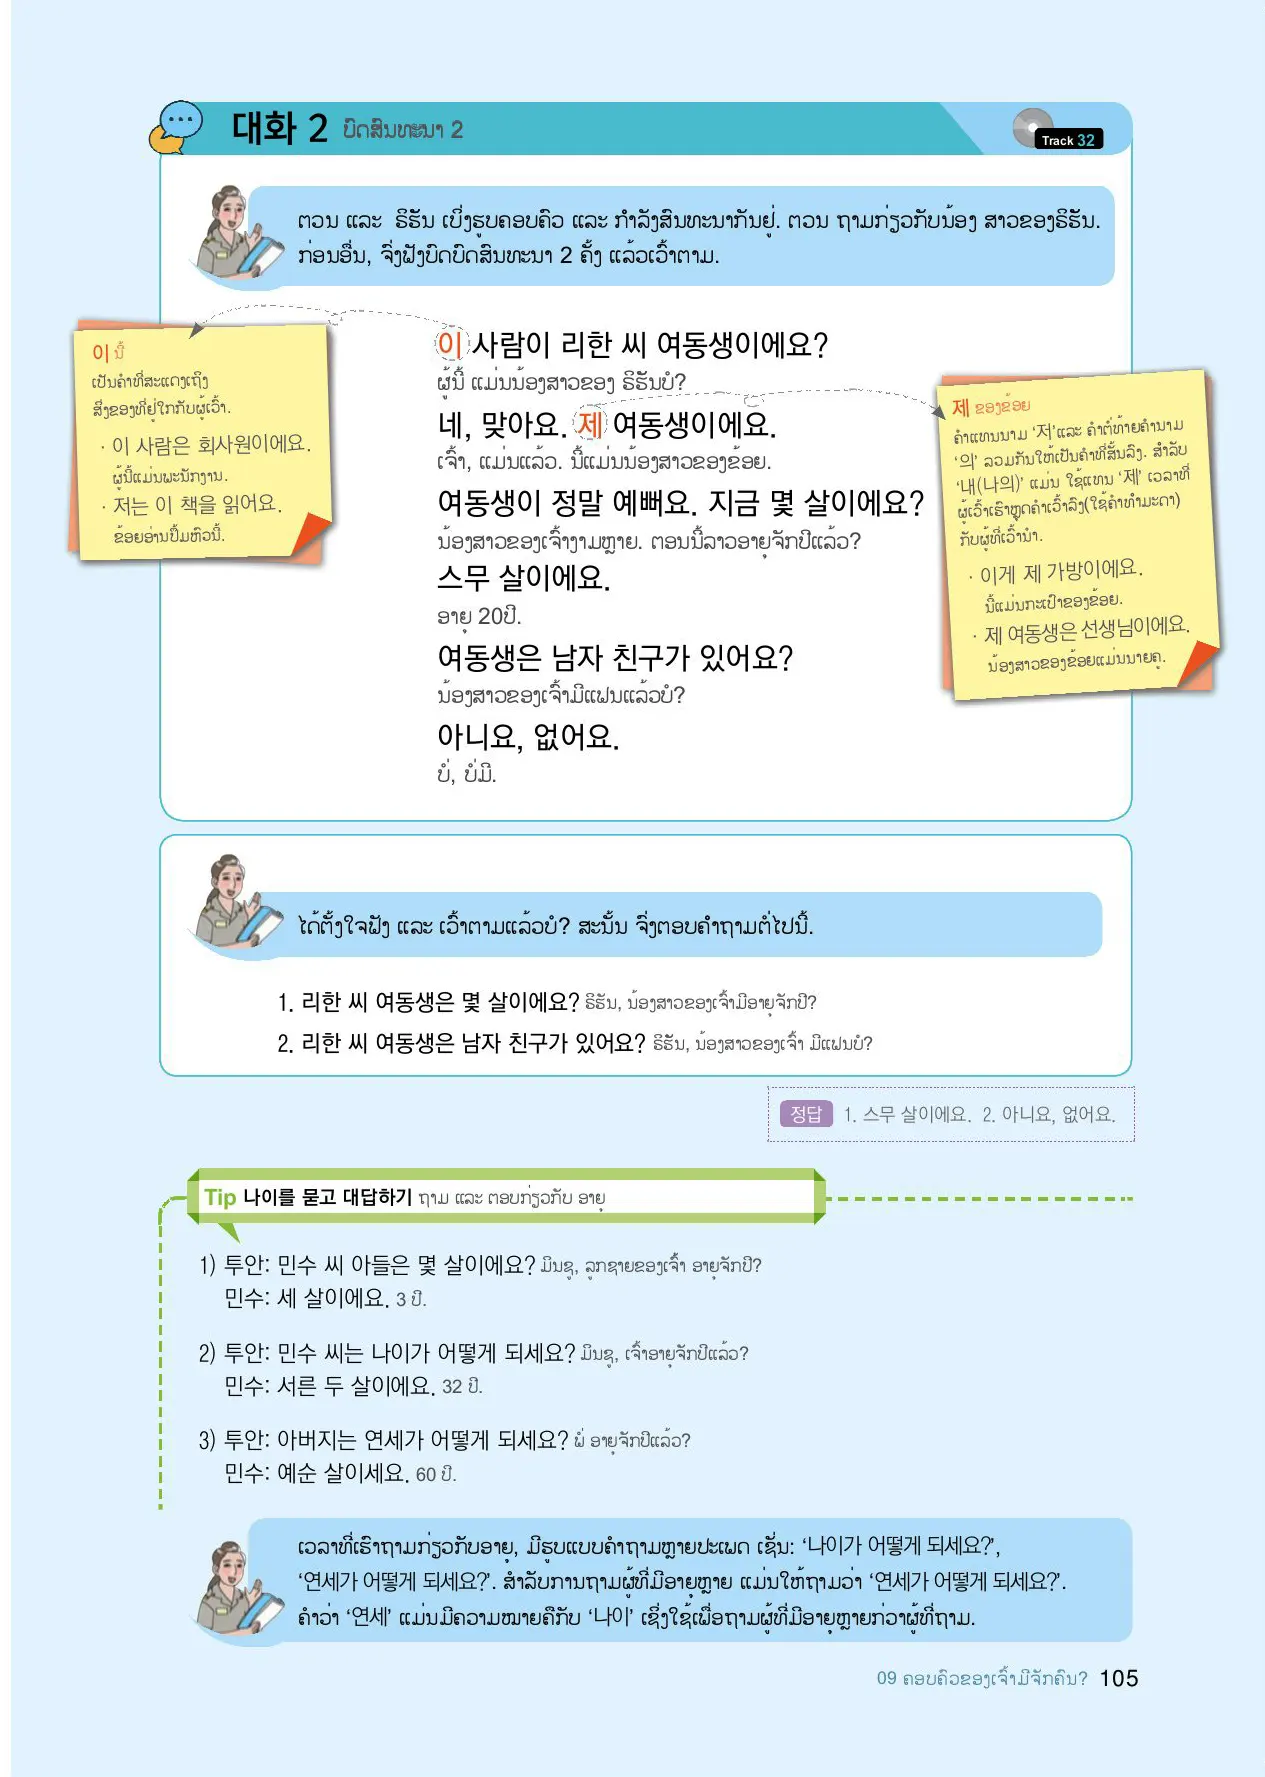 대화 2 ບົດສົນທະນາ 2
Track 32
ຕວນ ແລະ ຣິຮັນ ເບິ່ງຮູບຄອບຄົວ ແລະ ກຳລັງສົນທະນາກັນຢູ່. ຕວນ ຖາມກ່ຽວກັບນ້ອງ ສາວຂອງຣິຮັນ.
ກ່ອນອື່ນ, ຈົ່ງຟັງບົດບົດສົນທະນາ 2 ຄັ້ງ ແລ້ວເວົ້າຕາມ.
이 사람이 리한 씨 여동생이에요?
ຜູ້ນີ້ ແມ່ນນ້ອງສາວຂອງ ຣິຮັນບໍ?
네, 맞아요. 제 여동생이에요.
ເຈົ້າ, ແມ່ນແລ້ວ. ນີ້ແມ່ນນ້ອງສາວຂອງຂ້ອຍ.
여동생이 정말 예뻐요. 지금 몇 살이에요?
ນ້ອງສາວຂອງເຈົ້າງາມຫຼາຍ. ຕອນນີ້ລາວອາຍຸຈັກປີແລ້ວ?
스무 살이에요.
ອາຍຸ 20ປີ.
여동생은 남자 친구가 있어요?
ນ້ອງສາວຂອງເຈົ້າມີແຟນແລ້ວບໍ?
아니요, 없어요.
ບໍ່, ບໍ່ມີ.
이 ນີ້
ເປັນຄຳທີ່ສະແດງເຖິງ
ສິ່ງຂອງທີ່ຢູ່ໃກ້ກັບຜູ້ເວົ້າ.
· 이 사람은 회사원이에요.
ຜູ້ນີ້ແມ່ນພະນັກງານ.
· 저는 이 책을 읽어요.
ຂ້ອຍອ່ານປຶ້ມຫົວນີ້.
제 ຂອງຂ້ອຍ
ຄຳແທນນາມ ‘저’ແລະ ຄຳຕໍ່ທ້າຍຄຳນາມ
‘의’ ລວມກັນໃຫ້ເປັນຄຳທີ່ສັ້ນລົງ. ສຳລັບ
‘내(나의)’ ແມ່ນ ໃຊ້ແທນ ‘제’ ເວລາທີ່
ຜູ້ເວົ້າເຮົາຫຼຸດຄຳເວົ້າລົງ(ໃຊ້ຄຳທຳມະດາ)
ກັບຜູ້ທີ່ເວົ້ານຳ.
· 이게 제 가방이에요.
ນີ້ແມ່ນກະເປົາຂອງຂ້ອຍ.
· 제 여동생은 선생님이에요.
ນ້ອງສາວຂອງຂ້ອຍແມ່ນນາຍຄູ.
ໄດ້ຕັ້ງໃຈຟັງ ແລະ ເວົ້າຕາມແລ້ວບໍ? ສະນັ້ນ ຈົ່ງຕອບຄຳຖາມຕໍ່ໄປນີ້.
1. 리한 씨 여동생은 몇 살이에요? ຣິຮັນ, ນ້ອງສາວຂອງເຈົ້າມີອາຍຸຈັກປີ?
2. 리한 씨 여동생은 남자 친구가 있어요? ຣິຮັນ, ນ້ອງສາວຂອງເຈົ້າ ມີແຟນບໍ?
정답 1. 스무 살이에요. 2. 아니요, 없어요.
Tip 나이를 묻고 대답하기 ຖາມ ແລະ ຕອບກ່ຽວກັບ ອາຍຸ
1) 투안: 민수 씨 아들은 몇 살이에요? ມິນຊູ, ລູກຊາຍຂອງເຈົ້າ ອາຍຸຈັກປີ?
민수: 세 살이에요. 3 ປີ.
2) 투안: 민수 씨는 나이가 어떻게 되세요? ມິນຊູ, ເຈົ້າອາຍຸຈັກປີແລ້ວ?
민수: 서른 두 살이에요. 32 ປີ.
3) 투안: 아버지는 연세가 어떻게 되세요? ພໍ່ ອາຍຸຈັກປີແລ້ວ?
민수: 예순 살이세요. 60 ປີ.
ເວລາທີ່ເຮົາຖາມກ່ຽວກັບອາຍຸ, ມີຮູບແບບຄຳຖາມຫຼາຍປະເພດ ເຊັ່ນ: ‘나이가 어떻게 되세요?’,
‘연세가 어떻게 되세요?’. ສຳລັບການຖາມຜູ້ທີ່ມີອາຍຸຫຼາຍ ແມ່ນໃຫ້ຖາມວ່າ ‘연세가 어떻게 되세요?’.
ຄຳວ່າ ‘연세’ ແມ່ນມີຄວາມໝາຍຄືກັບ ‘나이’ ເຊິ່ງໃຊ້ເພື່ອຖາມຜູ້ທີ່ມີອາຍຸຫຼາຍກ່ວາຜູ້ທີ່ຖາມ.
09 ຄອບຄົວຂອງເຈົ້າມີຈັກຄົນ? 105